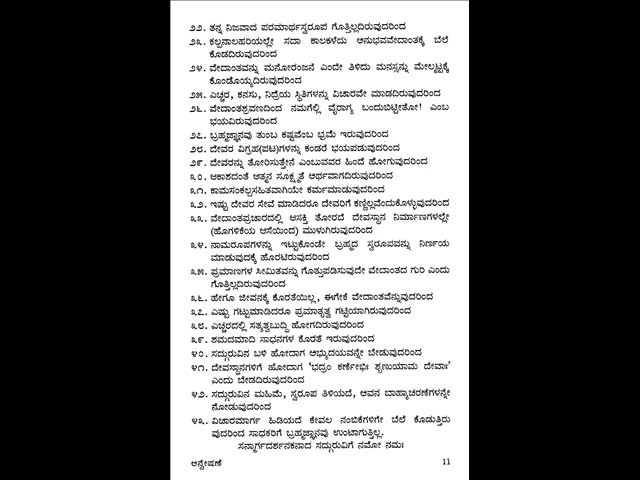 ೨೨. ತನ್ನ ನಿಜವಾದ ಪರಮಾರ್ಥಸ್ವರೂಪ ಗೊತ್ತಿಲ್ಲದಿರುವುದರಿಂದ
೨೩. ಕಲ್ಪನಾಲಹರಿಯಲ್ಲೇ ಸದಾ ಕಾಲಕಳೆದು ಅನುಭವವೇದಾಂತಕ್ಕೆ ಬೆಲೆ
ಕೊಡದಿರುವುದರಿಂದ
೨೪. ವೇದಾಂತವನ್ನು ಮನೋರಂಜನೆ ಎಂದೇ ತಿಳಿದು ಮನಸ್ಸನ್ನು ಮೇಲ್ಮಟ್ಟಕ್ಕೆ
ಕೊಂಡೊಯ್ಯದಿರುವುದರಿಂದ
೨೫. ಎಚ್ಚರ, ಕನಸು, ನಿದ್ರೆಯ ಸ್ಥಿತಿಗಳನ್ನು ವಿಚಾರವೇ ಮಾಡದಿರುವುದರಿಂದ
೨೬. ವೇದಾಂತಶ್ರವಣದಿಂದ ನಮಗೆಲ್ಲಿ ವೈರಾಗ್ಯ ಬಂದುಬಿಟ್ಟೀತೋ! ಎಂಬ
ಭಯವಿರುವುದರಿಂದ
೨೭. ಬ್ರಹ್ಮಜ್ಞಾನವು ತುಂಬ ಕಷ್ಟವೆಂಬ ಭ್ರಮೆ ಇರುವುದರಿಂದ
೨೮. ದೇವರ ವಿಗ್ರಹ(ಪಟ)ಗಳನ್ನು ಕಂಡರೆ ಭಯಪಡುವುದರಿಂದ
೨೯. ದೇವರನ್ನು ತೋರಿಸುತ್ತೇನೆ ಎಂಬುವವರ ಹಿಂದೆ ಹೋಗುವುದರಿಂದ
೩೦. ಆಕಾಶದಂತೆ ಆತ್ಮನ ಸೂಕ್ಷ್ಮತೆ ಅರ್ಥವಾಗದಿರುವುದರಿಂದ
೩೧. ಕಾಮಸಂಕಲ್ಪಸಹಿತವಾಗಿಯೇ ಕರ್ಮಮಾಡುವುದರಿಂದ
೩೨. ಇಷ್ಟು ದೇವರ ಸೇವೆ ಮಾಡಿದರೂ ದೇವರಿಗೆ ಕಣ್ಣಿಲ್ಲವೆಂದುಕೊಳ್ಳುವುದರಿಂದ
೩೩. ವೇದಾಂತಪ್ರಚಾರದಲ್ಲಿ ಆಸಕ್ತಿ ತೋರದೆ ದೇವಸ್ಥಾನ ನಿರ್ಮಾಣಗಳಲ್ಲೇ
(ಹೊಗಳಿಕೆಯ ಆಸೆಯಿಂದ) ಮುಳುಗಿರುವುದರಿಂದ
೩೪. ನಾಮರೂಪಗಳನ್ನು ಇಟ್ಟುಕೊಂಡೇ ಬ್ರಹ್ಮದ ಸ್ವರೂಪವನ್ನು ನಿರ್ಣಯ
ಮಾಡುವುದಕ್ಕೆ ಹೊರಟಿರುವುದರಿಂದ
೩೫. ಪ್ರಮಾಣಗಳ ಸೀಮಿತವನ್ನು ಗೊತ್ತುಪಡಿಸುವುದೇ ವೇದಾಂತದ ಗುರಿ ಎಂದು
ಗೊತ್ತಿಲ್ಲದಿರುವುದರಿಂದ
೩೬. ಹೇಗೂ ಜೀವನಕ್ಕೆ ಕೊರತೆಯಿಲ್ಲ, ಈಗೇಕೆ ವೇದಾಂತವೆನ್ನುವುದರಿಂದ
೩೭. ಎಷ್ಟು ಗಟ್ಟುಮಾಡಿದರೂ ಪ್ರಮಾತೃತ್ವ ಗಟ್ಟಿಯಾಗಿರುವುದರಿಂದ
೩೮. ಎಚ್ಚರದಲ್ಲಿ ಸತ್ಯತ್ವಬುದ್ಧಿ ಹೋಗದಿರುವುದರಿಂದ
೩೯. ಶಮದಮಾದಿ ಸಾಧನಗಳ ಕೊರತೆ ಇರುವುದರಿಂದ
೪೦. ಸದ್ಗುರುವಿನ ಬಳಿ ಹೋದಾಗ ಅಭ್ಯುದಯವನ್ನೇ ಬೇಡುವುದರಿಂದ
೪೧. ದೇವಸ್ಥಾನಗಳಿಗೆ ಹೋದಾಗ 'ಭದ್ರಂ ಕರ್ಣೇಭಿಃ ಶೃಣುಯಾಮ ದೇವಾಃ'
ಎಂದು ಬೇಡದಿರುವುದರಿಂದ
೪೨. ಸದ್ಗುರುವಿನ ಮಹಿಮೆ, ಸ್ವರೂಪ ತಿಳಿಯದೆ, ಅವನ ಬಾಹ್ಯಾಚರಣೆಗಳನ್ನೇ
ನೋಡುವುದರಿಂದ
೪೩. ವಿಚಾರಮಾರ್ಗ ಹಿಡಿಯದೆ ಕೇವಲ ನಂಬಿಕೆಗಳಿಗೇ ಬೆಲೆ ಕೊಡುತ್ತಿರು
ವುದರಿಂದ ಸಾಧಕರಿಗೆ ಬ್ರಹ್ಮಜ್ಞಾನವು ಉಂಟಾಗುತ್ತಿಲ್ಲ.
ಸನ್ಮಾರ್ಗದರ್ಶನಕನಾದ ಸದ್ಗುರುವಿಗೆ ನಮೋ ನಮಃ
ಅನ್ವೇಷಣೆ 11